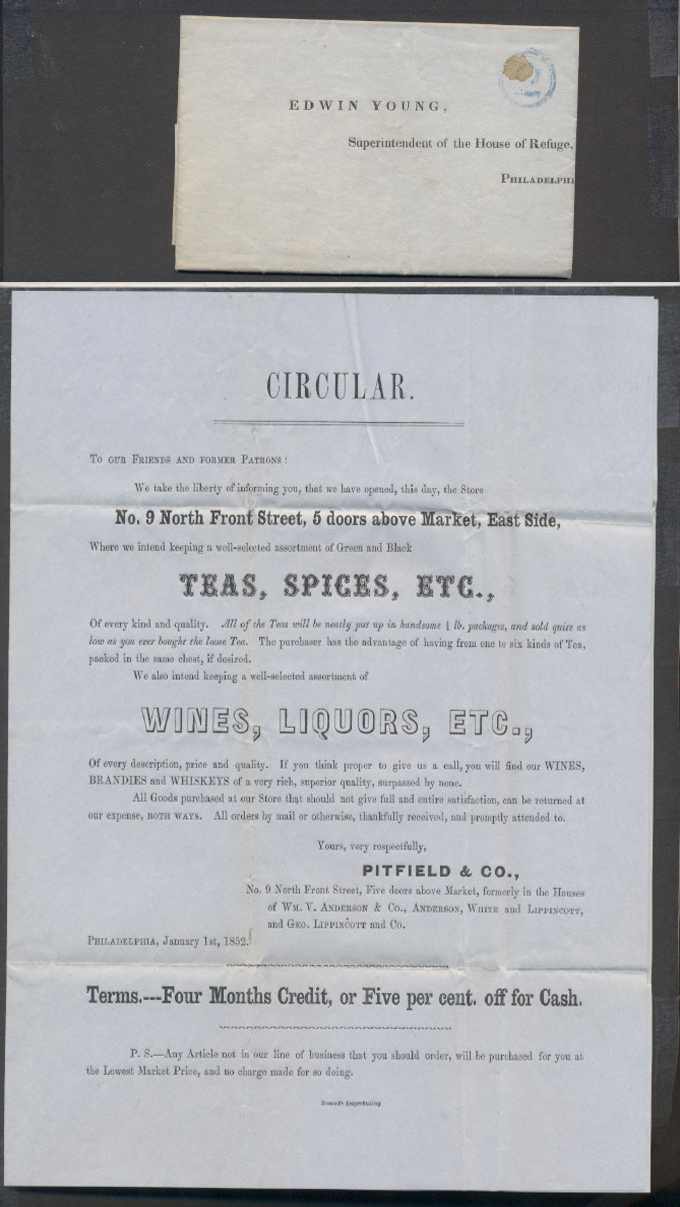 EDWIN YOUNG,
Superintendent of the House of Refuge,
PHILADELPHI
CIRCULAR.
TO OUR FRIENDS AND FORMER PATRONS:
We take the liberty of informing you, that we have opened, this day, the Store
No. 9 North Front Street, 5 doors above Market, East Side,
Where we intend keeping a well-selected assortment of Green and Black
TEAS, SPICES, ETC.,
Of every kind and quality. All of the Teas will be neatly put up in handsome lb. packages, and sold quite as
low as you ever bought the loose Tea. The purchaser has the advantage of having from one to six kinds of Tea,
packed in the same chest, if desired.
We also intend keeping a well-selected assortment of
WINES, LIQUORS, ETC.,
Of every description, price and quality. If you think proper to give us a call, you will find our WINES,
BRANDIES and WHISKEYS of a very rich, superior quality, surpassed by none.
All Goods purchased at our Store that should not give full and entire satisfaction, can be returned at
our expense, BOTH WAYS. All orders by mail or otherwise, thankfully received, and promptly attended to.
Yours, very respectfully,
PITFIELD & CO.,
No. 9 North Front Street, Five doors above Market, formerly in the Houses
of WM. V. ANDERSON & CO., ANDERSON, WHITE and LIPPINCOTT,
and GEO. LIPPINCOTT and Co.
PHILADELPHIA, January 1st, 1852.
Terms.---Four Months Credit, or Five per cent. off for Cash.
P. S.—Any Article not in our line of business that you should order, will be purchased for you at
the Lowest Market Price, and no charge made for so doing.